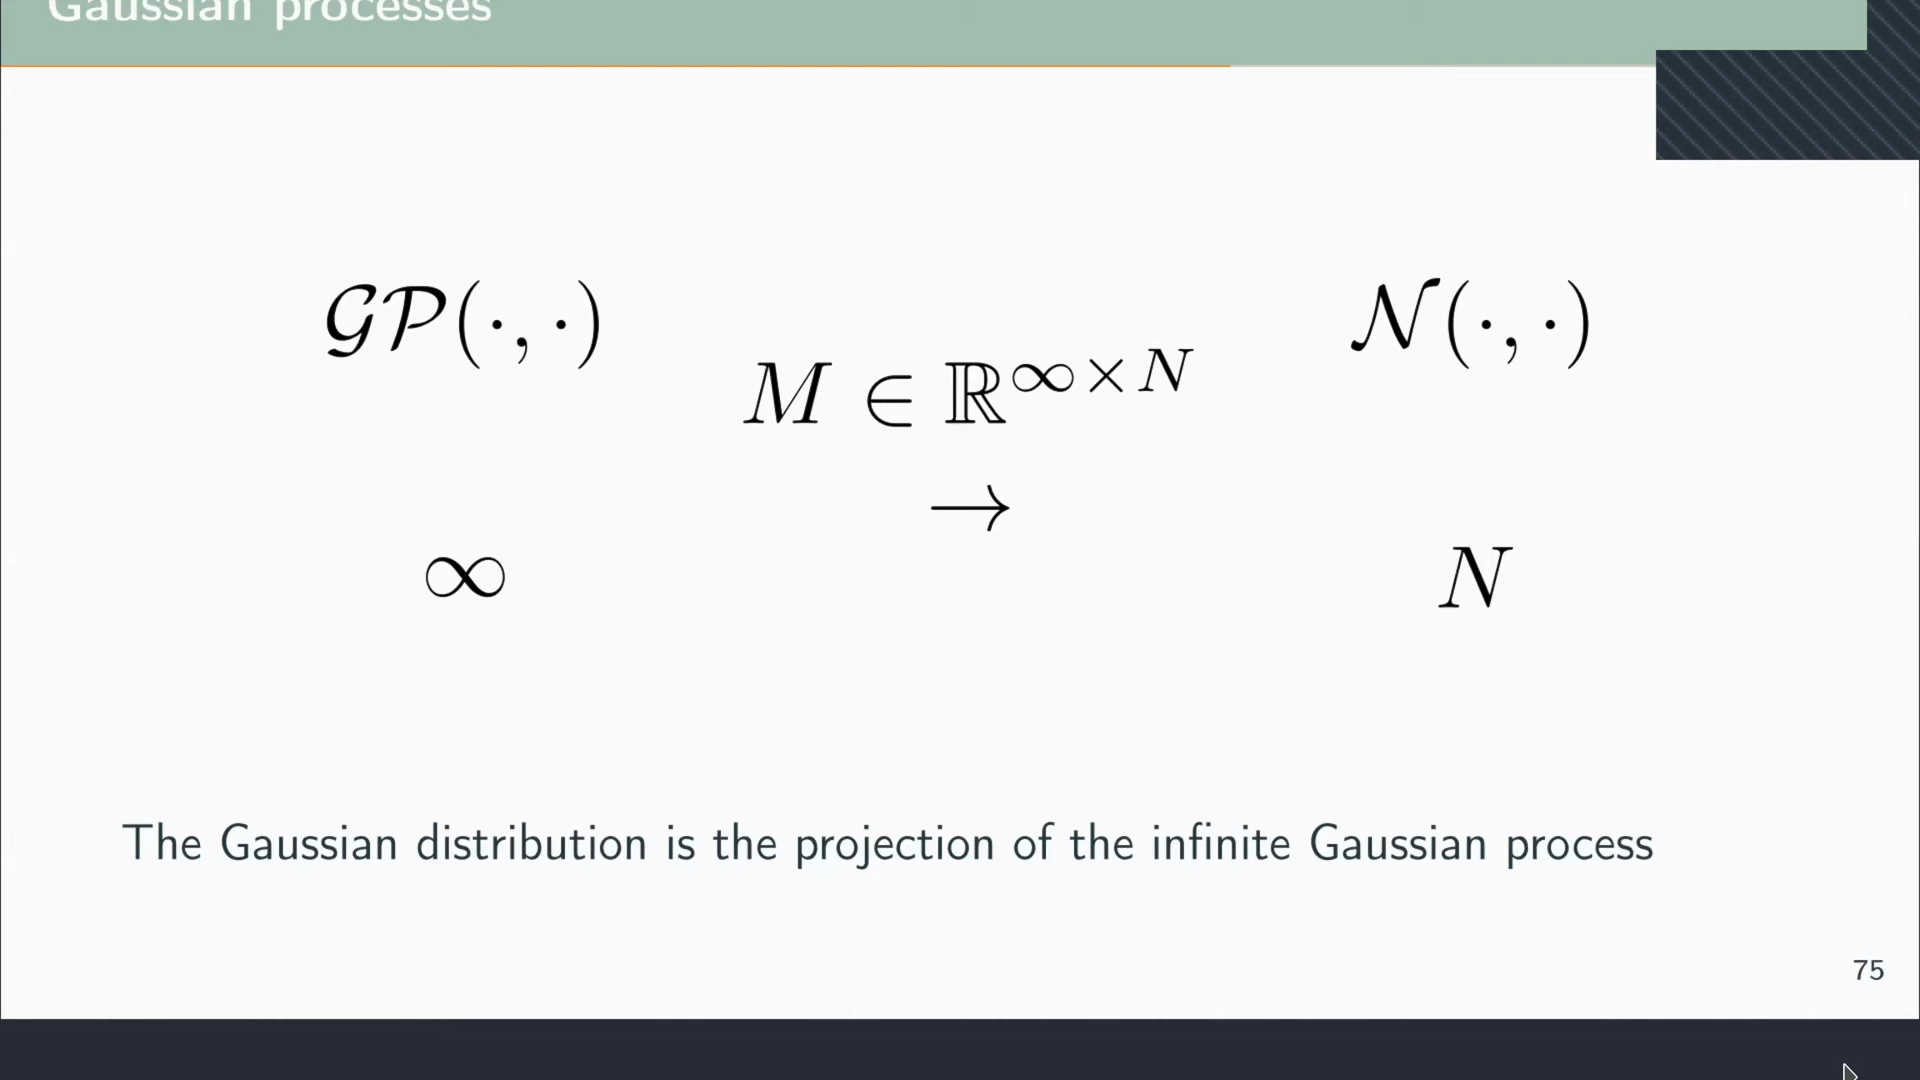 Gaussian processes
𝒢𝒫(·, ·)
𝒩(·, ·)
M ∈ ℝ^{∞×N}
→
∞
N
The Gaussian distribution is the projection of the infinite Gaussian process
75